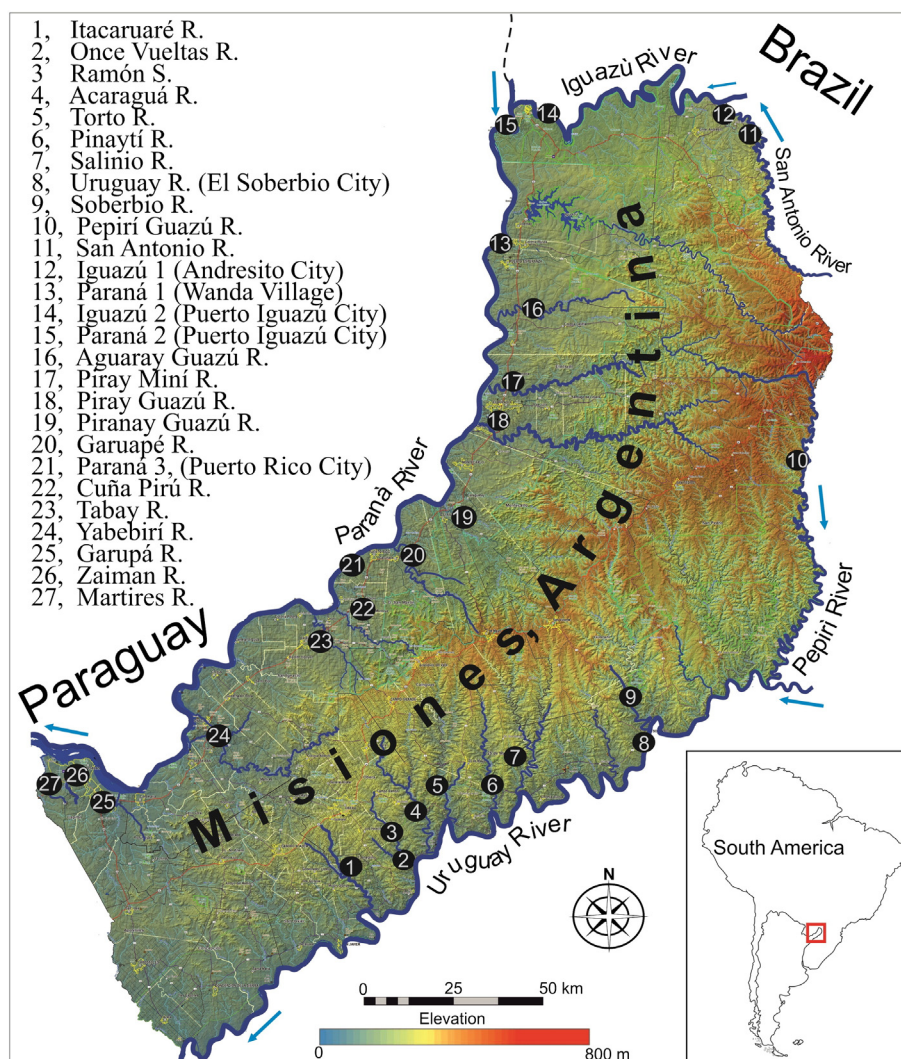 1, Itacaruaré R.
2, Once Vueltas R.
3, Ramón S.
4, Acaraguá R.
5, Torto R.
6, Pinaytí R.
7, Salinio R.
8, Uruguay R. (El Soberbio City)
9, Soberbio R.
10, Pepirí Guazú R.
11, San Antonio R.
12, Iguazú 1 (Andresito City)
13, Paraná 1 (Wanda Village)
14, Iguazú 2 (Puerto Iguazú City)
15, Paraná 2 (Puerto Iguazú City)
16, Aguaray Guazú R.
17, Piray Miní R.
18, Piray Guazú R.
19, Piranay Guazú R.
20, Garuapé R.
21, Paraná 3, (Puerto Rico City)
22, Cuña Pirú R.
23, Tabay R.
24, Yabebirí R.
25, Garupá R.
26, Zaiman R.
27, Martires R.
Brazil
Iguazù River
San Antonio River
Paranà River
Paraguay
Misiones, Argentina
Pepirì River
Uruguay River
15
14
12
11
13
16
17
18
10
19
20
21
22
23
9
8
24
7
6
5
4
3
2
1
27
26
25
N
South America
0 25 50 km
Elevation
0 800 m